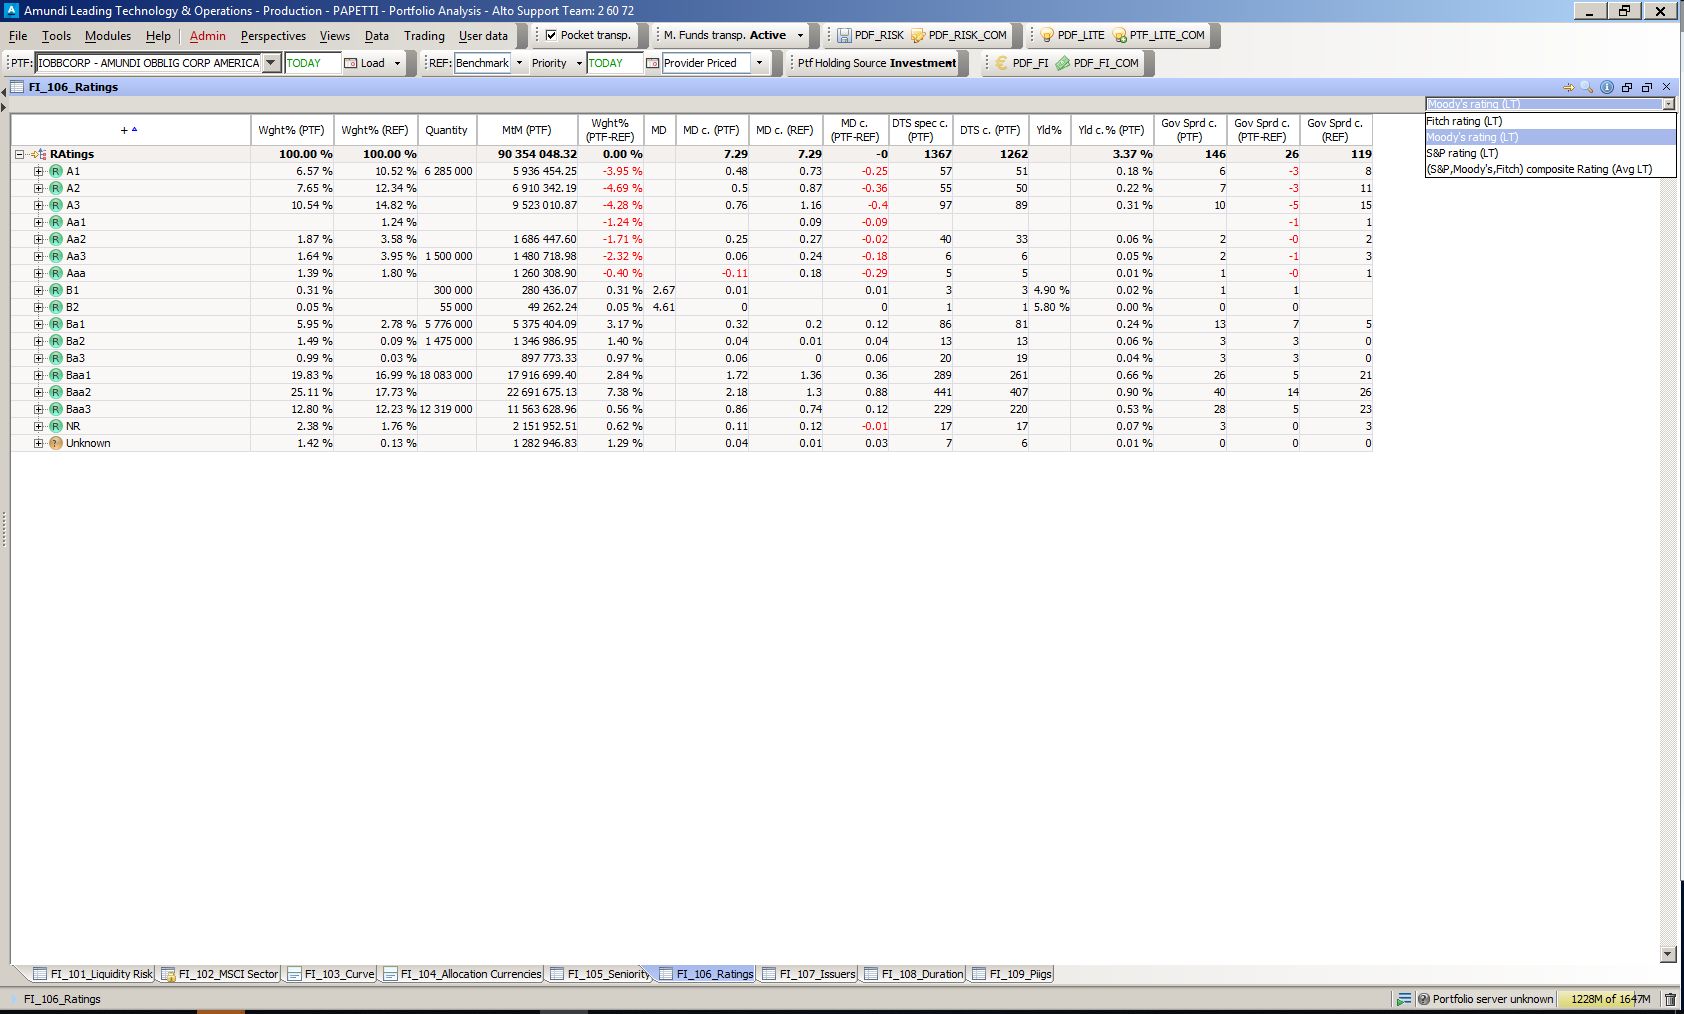 Amundi Leading Technology & Operations - Production - PAPETTI - Portfolio Analysis - Alto Support Team: 2 60 72
File Tools Modules Help Admin Perspectives Views Data Trading User data Pocket transp. M. Funds transp. Active PDF_RISK PDF_RISK_COM PDF_LITE PTF_LITE_COM
PTF: IOBBCORP - AMUNDI OBBLIG CORP AMERICA TODAY Load REF: Benchmark Priority TODAY Provider Priced Ptf Holding Source Investment PDF_FI PDF_FI_COM
FI_106_Ratings
Moody's rating (LT)
Fitch rating (LT)
Moody's rating (LT)
S&P rating (LT)
(S&P,Moody's,Fitch) composite Rating (Avg LT)
+ Wght% (PTF) Wght% (REF) Quantity MtM (PTF) Wght% (PTF-REF) MD MD c. (PTF) MD c. (REF) MD c. (PTF-REF) DTS spec c. (PTF) DTS c. (PTF) Yld% Yld c.% (PTF) Gov Sprd c. (PTF) Gov Sprd c. (PTF-REF) Gov Sprd c. (REF)
RAtings 100.00 % 100.00 % 90 354 048.32 0.00 % 7.29 7.29 -0 1367 1262 3.37 % 146 26 119
R A1 6.57 % 10.52 % 6 285 000 5 936 454.25 -3.95 % 0.48 0.73 -0.25 57 51 0.18 % 6 -3 8
R A2 7.65 % 12.34 % 6 910 342.19 -4.69 % 0.5 0.87 -0.36 55 50 0.22 % 7 -3 11
R A3 10.54 % 14.82 % 9 523 010.87 -4.28 % 0.76 1.16 -0.4 97 89 0.31 % 10 -5 15
R Aa1 1.24 % -1.24 % 0.09 -0.09 -1 1
R Aa2 1.87 % 3.58 % 1 686 447.60 -1.71 % 0.25 0.27 -0.02 40 33 0.06 % 2 -0 2
R Aa3 1.64 % 3.95 % 1 500 000 1 480 718.98 -2.32 % 0.06 0.24 -0.18 6 6 0.05 % 2 -1 3
R Aaa 1.39 % 1.80 % 1 260 308.90 -0.40 % -0.11 0.18 -0.29 5 5 0.01 % 1 -0 1
R B1 0.31 % 300 000 280 436.07 0.31 % 2.67 0.01 0.01 3 3 4.90 % 0.02 % 1 1
R B2 0.05 % 55 000 49 262.24 0.05 % 4.61 0 0 1 1 5.80 % 0.00 % 0 0
R Ba1 5.95 % 2.78 % 5 776 000 5 375 404.09 3.17 % 0.32 0.2 0.12 86 81 0.24 % 13 7 5
R Ba2 1.49 % 0.09 % 1 475 000 1 346 986.95 1.40 % 0.04 0.01 0.04 13 13 0.06 % 3 3 0
R Ba3 0.99 % 0.03 % 897 773.33 0.97 % 0.06 0 0.06 20 19 0.04 % 3 3 0
R Baa1 19.83 % 16.99 % 18 083 000 17 916 699.40 2.84 % 1.72 1.36 0.36 289 261 0.66 % 26 5 21
R Baa2 25.11 % 17.73 % 22 691 675.13 7.38 % 2.18 1.3 0.88 441 407 0.90 % 40 14 26
R Baa3 12.80 % 12.23 % 12 319 000 11 563 628.96 0.56 % 0.86 0.74 0.12 229 220 0.53 % 28 5 23
R NR 2.38 % 1.76 % 2 151 952.51 0.62 % 0.11 0.12 -0.01 17 17 0.07 % 3 0 3
? Unknown 1.42 % 0.13 % 1 282 946.83 1.29 % 0.04 0.01 0.03 7 6 0.01 % 0 0 0
FI_101_Liquidity Risk FI_102_MSCI Sector FI_103_Curve FI_104_Allocation Currencies FI_105_Seniority FI_106_Ratings FI_107_Issuers FI_108_Duration FI_109_Piigs
FI_106_Ratings Portfolio server unknown 1228M of 1647M